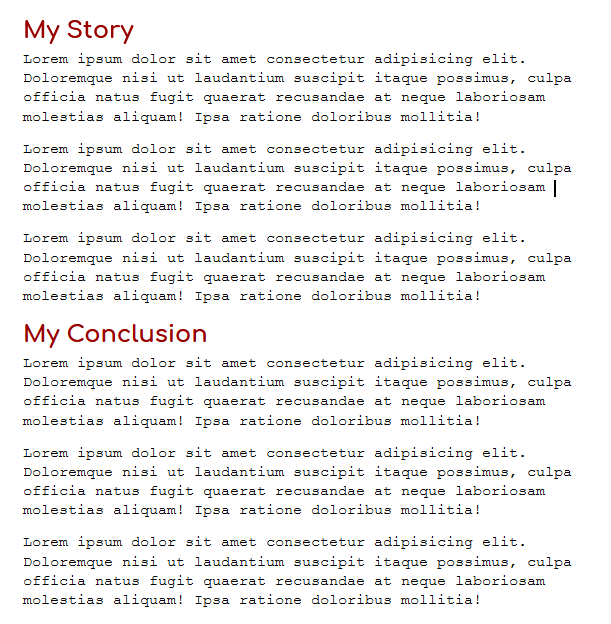 My Story
Lorem ipsum dolor sit amet consectetur adipisicing elit.
Doloremque nisi ut laudantium suscipit itaque possimus, culpa
officia natus fugit quaerat recusandae at neque laboriosam
molestias aliquam! Ipsa ratione doloribus mollitia!
Lorem ipsum dolor sit amet consectetur adipisicing elit.
Doloremque nisi ut laudantium suscipit itaque possimus, culpa
officia natus fugit quaerat recusandae at neque laboriosam
molestias aliquam! Ipsa ratione doloribus mollitia!
Lorem ipsum dolor sit amet consectetur adipisicing elit.
Doloremque nisi ut laudantium suscipit itaque possimus, culpa
officia natus fugit quaerat recusandae at neque laboriosam
molestias aliquam! Ipsa ratione doloribus mollitia!
My Conclusion
Lorem ipsum dolor sit amet consectetur adipisicing elit.
Doloremque nisi ut laudantium suscipit itaque possimus, culpa
officia natus fugit quaerat recusandae at neque laboriosam
molestias aliquam! Ipsa ratione doloribus mollitia!
Lorem ipsum dolor sit amet consectetur adipisicing elit.
Doloremque nisi ut laudantium suscipit itaque possimus, culpa
officia natus fugit quaerat recusandae at neque laboriosam
molestias aliquam! Ipsa ratione doloribus mollitia!
Lorem ipsum dolor sit amet consectetur adipisicing elit.
Doloremque nisi ut laudantium suscipit itaque possimus, culpa
officia natus fugit quaerat recusandae at neque laboriosam
molestias aliquam! Ipsa ratione doloribus mollitia!